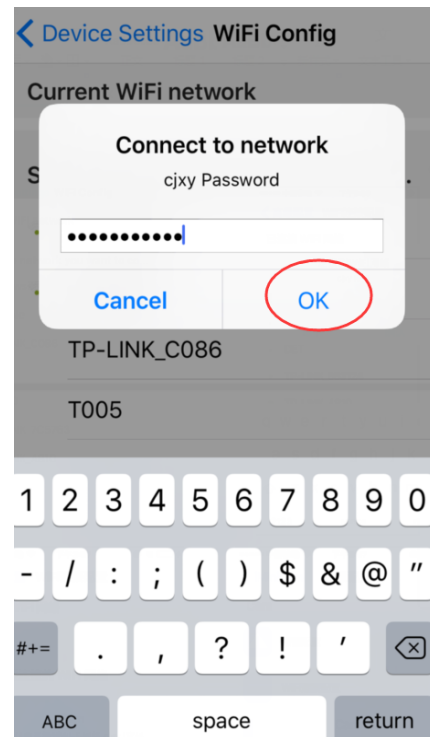 Device Settings WiFi Config
Current WiFi network
S .
Connect to network
cjxy Password
●●●●●●●●●●●
Cancel OK
TP-LINK_C086
T005
1 2 3 4 5 6 7 8 9 0
- / : ; ( ) $ & @ "
#+= . , ? ! '
ABC space return